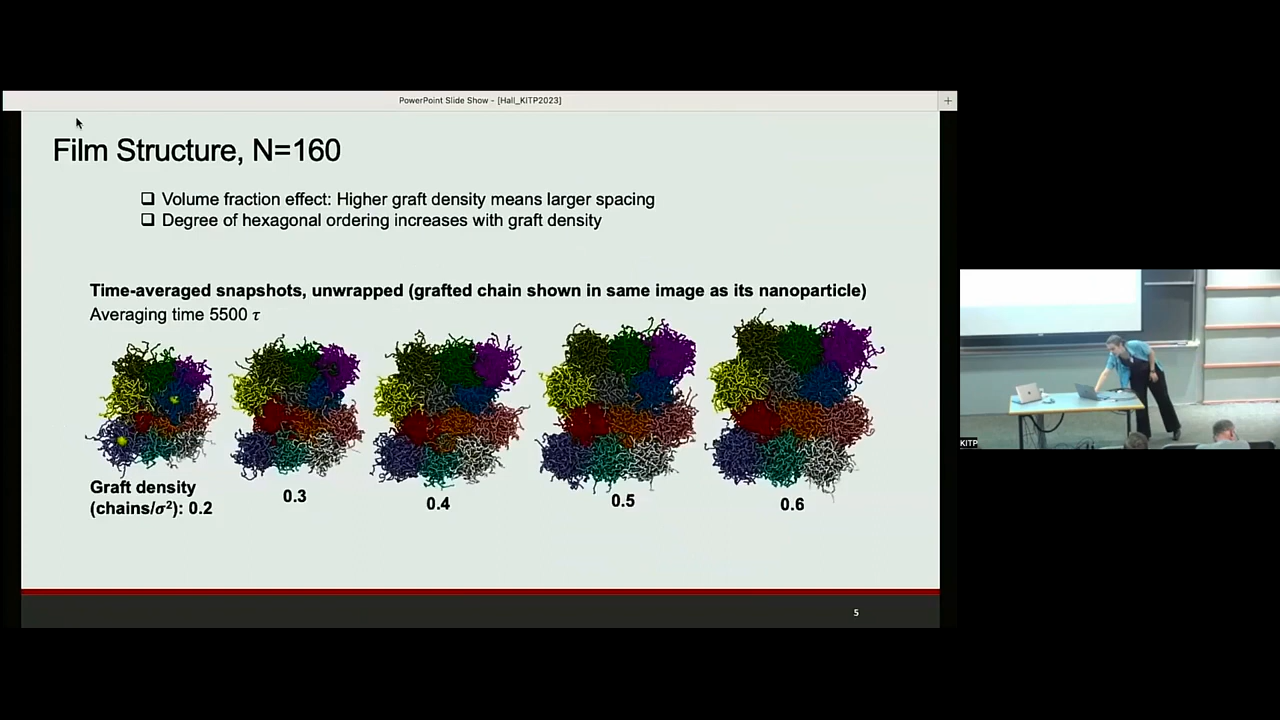 PowerPoint Slide Show - [Hall_KITP2023]
+
Film Structure, N=160
❑ Volume fraction effect: Higher graft density means larger spacing
❑ Degree of hexagonal ordering increases with graft density
Time-averaged snapshots, unwrapped (grafted chain shown in same image as its nanoparticle)
Averaging time 5500 τ
Graft density
(chains/σ²): 0.2
0.3
0.4
0.5
0.6
5
KITP